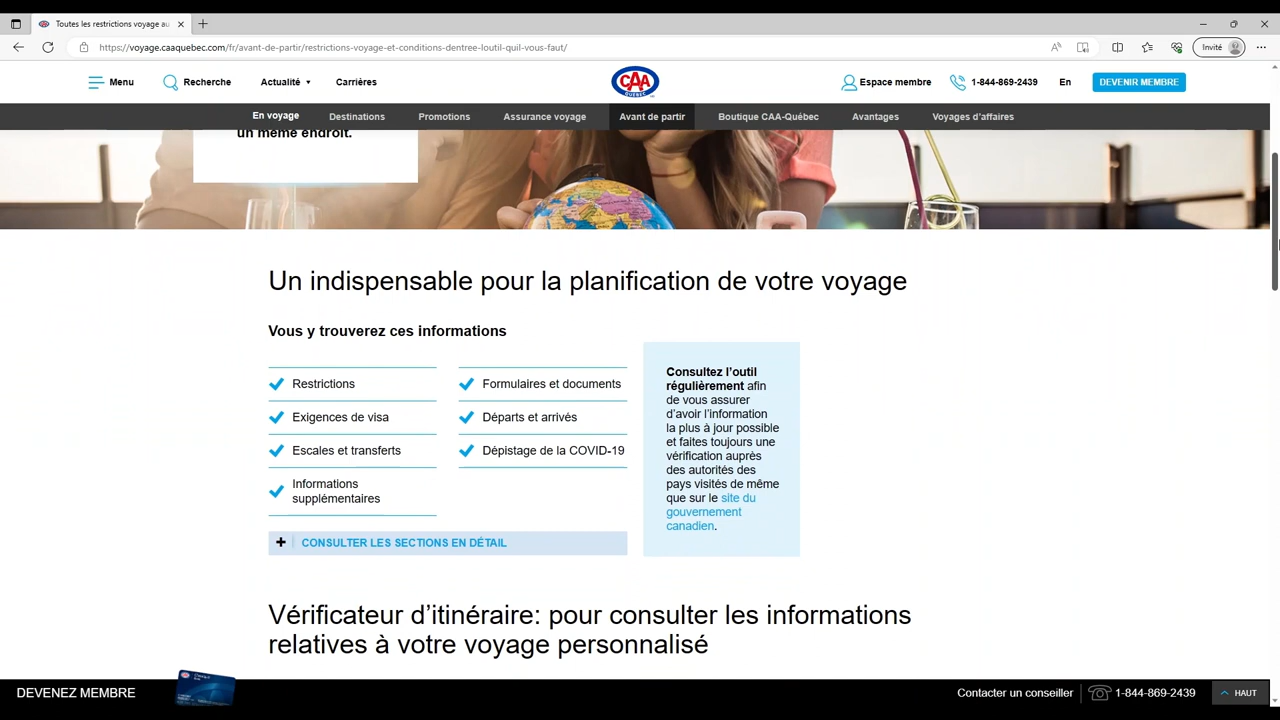 Toutes les restrictions voyage au
https://voyage.caaquebec.com/fr/avant-de-partir/restrictions-voyage-et-conditions-dentree-loutil-quil-vous-faut/
Invité
Menu
Recherche
Actualité
Carrières
CAA
QUÉBEC
Espace membre
1-844-869-2439
En
DEVENIR MEMBRE
En voyage
Destinations
Promotions
Assurance voyage
Avant de partir
Boutique CAA-Québec
Avantages
Voyages d'affaires
un même endroit.
Un indispensable pour la planification de votre voyage
Vous y trouverez ces informations
Restrictions
Exigences de visa
Escales et transferts
Informations
supplémentaires
Formulaires et documents
Départs et arrivés
Dépistage de la COVID-19
CONSULTER LES SECTIONS EN DÉTAIL
Consultez l'outil
régulièrement afin
de vous assurer
d'avoir l'information
la plus à jour possible
et faites toujours une
vérification auprès
des autorités des
pays visités de même
que sur le site du
gouvernement
canadien.
Vérificateur d'itinéraire: pour consulter les informations
relatives à votre voyage personnalisé
DEVENEZ MEMBRE
Contacter un conseiller
1-844-869-2439
HAUT